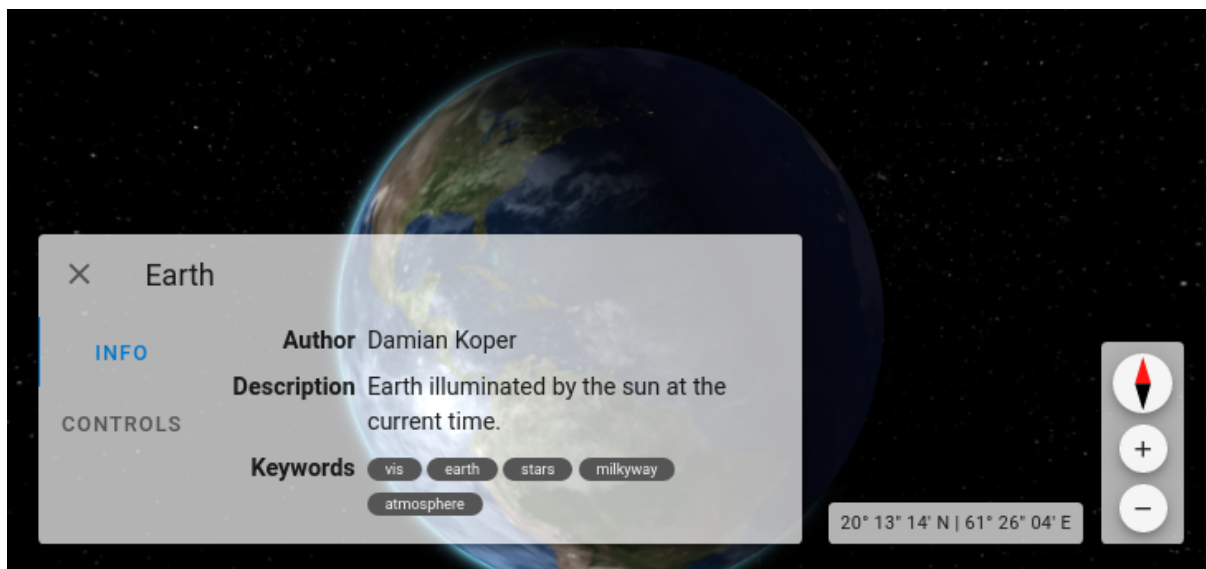 Earth
INFO
CONTROLS
Author Damian Koper
Description Earth illuminated by the sun at the
current time.
Keywords vis earth stars milkyway
atmosphere
20° 13" 14' N | 61° 26" 04' E
+
−